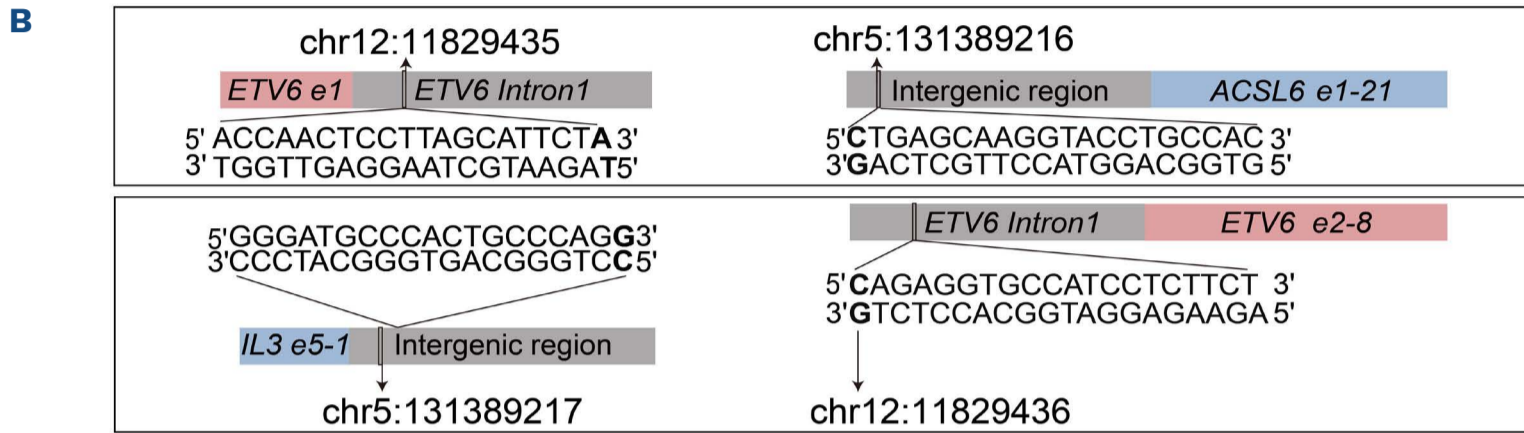 B
chr12:11829435
ETV6 e1 ETV6 Intron1
5' ACCAACTCCTTAGCATTCTA 3'
3' TGGTTGAGGAATCGTAAGAT5'
chr5:131389216
Intergenic region ACSL6 e1-21
5'CTGAGCAAGGTACCTGCCAC 3'
3'GACTCGTTCCATGGACGGTG 5'
5'GGGATGCCCACTGCCCAGG3'
3'CCCTACGGGTGACGGGTCC5'
IL3 e5-1 Intergenic region
chr5:131389217
ETV6 Intron1 ETV6 e2-8
5'CAGAGGTGCCATCCTCTTCT 3'
3'GTCTCCACGGTAGGAGAAGA 5'
chr12:11829436